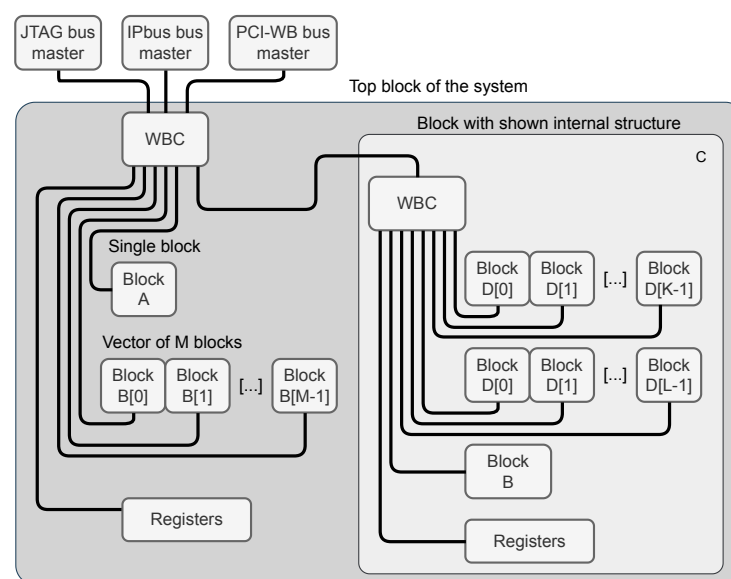 JTAG bus
master
IPbus bus
master
PCI-WB bus
master
Top block of the system
WBC
Block with shown internal structure
C
WBC
Single block
Block
A
Block
D[0]
Block
D[1]
[...]
Block
D[K-1]
Vector of M blocks
Block
B[0]
Block
B[1]
[...]
Block
B[M-1]
Block
D[0]
Block
D[1]
[...]
Block
D[L-1]
Block
B
Registers
Registers